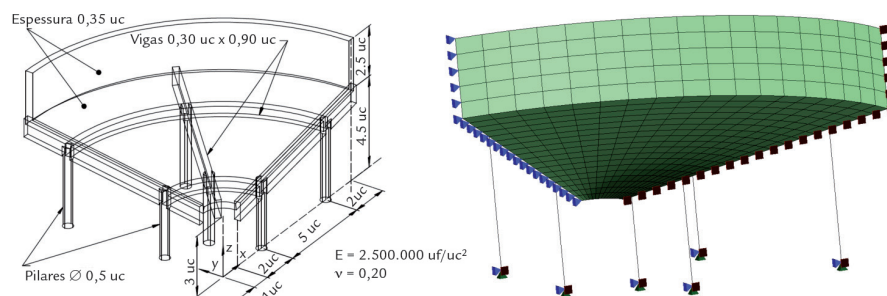 Espessura 0,35 uc
Vigas 0,30 uc x 0,90 uc
2.5 uc
4.5 uc
2uc
5 uc
2uc
1uc
3 uc
z
x
y
E = 2.500.000 uf/uc²
ν = 0,20
Pilares Ø 0,5 uc